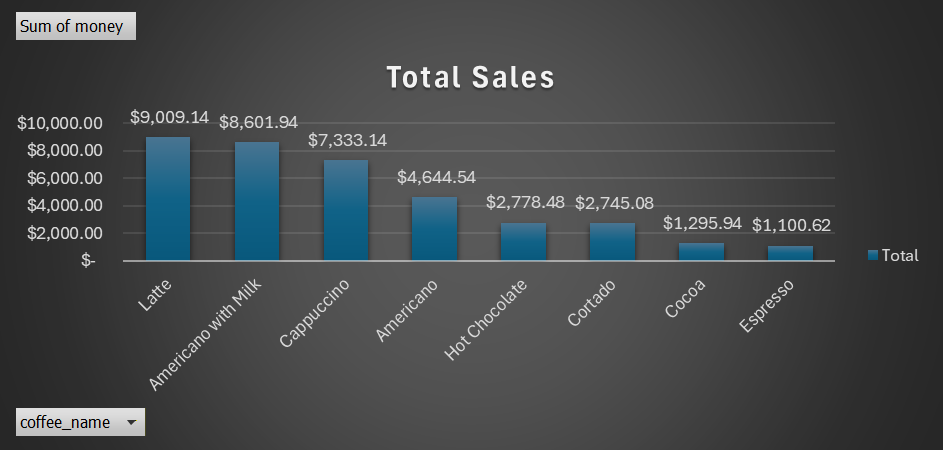 Sum of money
Total Sales
$10,000.00
$8,000.00
$6,000.00
$4,000.00
$2,000.00
$-
$9,009.14
$8,601.94
$7,333.14
$4,644.54
$2,778.48
$2,745.08
$1,295.94
$1,100.62
Latte
Americano with Milk
Cappuccino
Americano
Hot Chocolate
Cortado
Cocoa
Espresso
Total
coffee_name